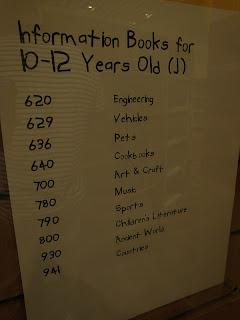 Information Books for
10-12 Years Old (J)
620 Engineering
629 Vehicles
636 Pets
640 Cookbooks
700 Art & Craft
780 Music
790 Sports
800 Children's Literature
930 Ancient World
941 Countries